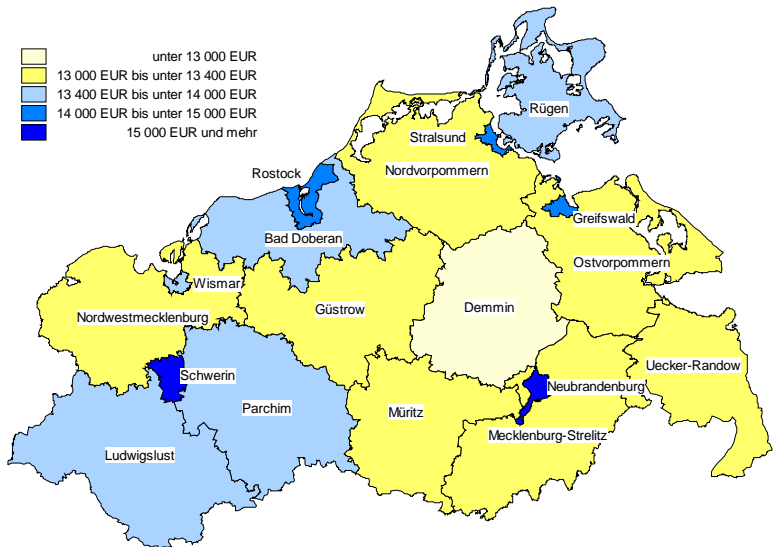 unter 13 000 EUR
13 000 EUR bis unter 13 400 EUR
13 400 EUR bis unter 14 000 EUR
14 000 EUR bis unter 15 000 EUR
15 000 EUR und mehr
Rügen
Stralsund
Nordvorpommern
Rostock
Greifswald
Bad Doberan
Ostvorpommern
Wismar
Güstrow
Demmin
Nordwestmecklenburg
Uecker-Randow
Schwerin
Neubrandenburg
Parchim
Müritz
Mecklenburg-Strelitz
Ludwigslust